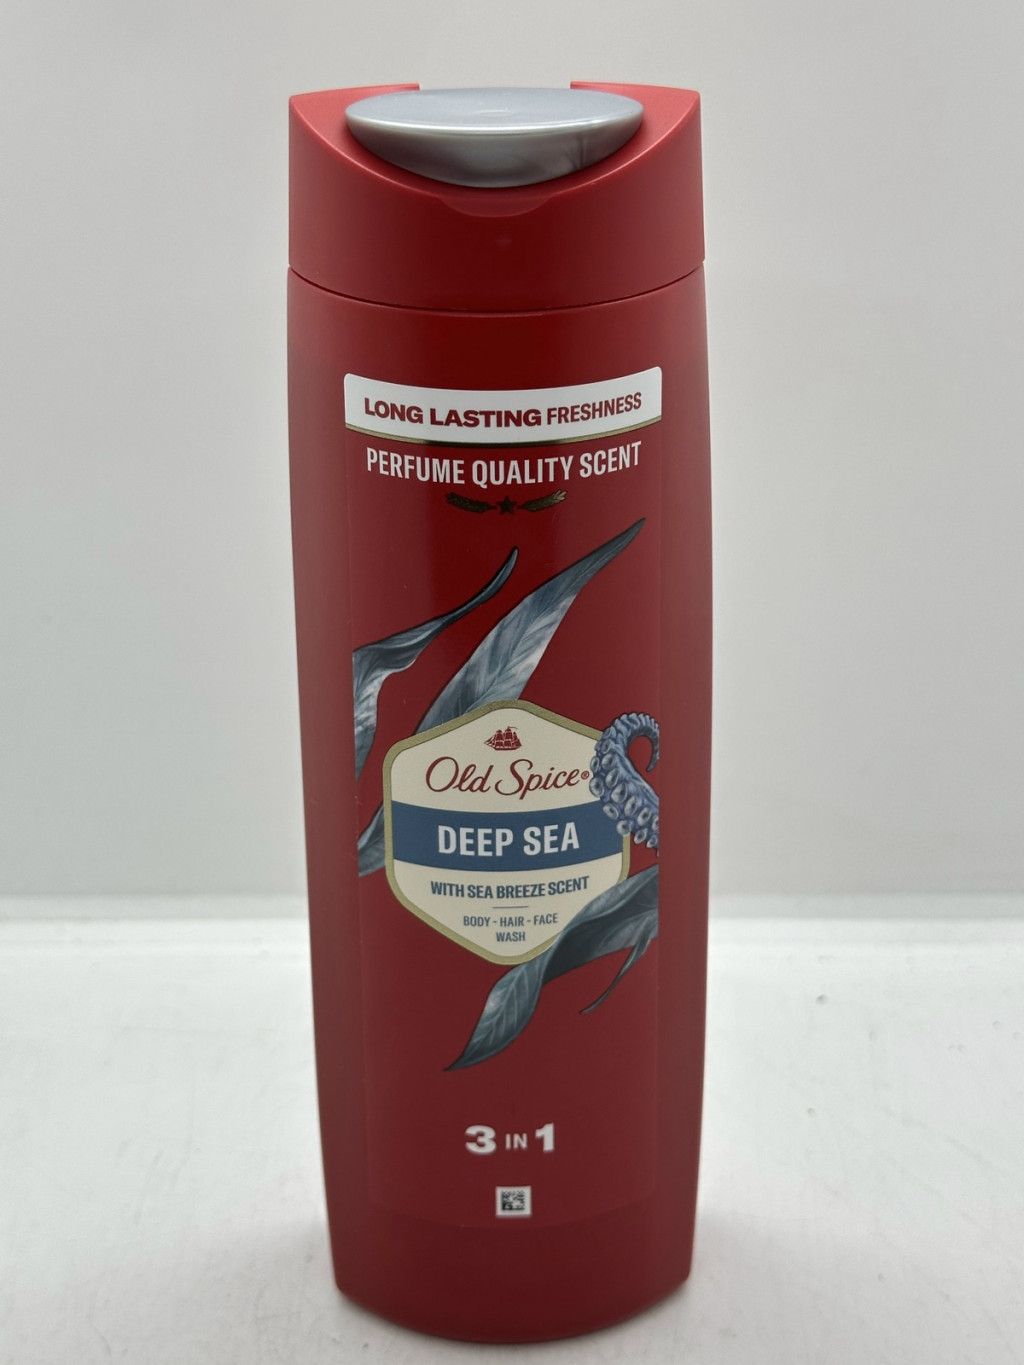 LONG LASTING FRESHNESS
PERFUME QUALITY SCENT
Old Spice®
DEEP SEA
WITH SEA BREEZE SCENT
BODY - HAIR - FACE
WASH
3 IN 1